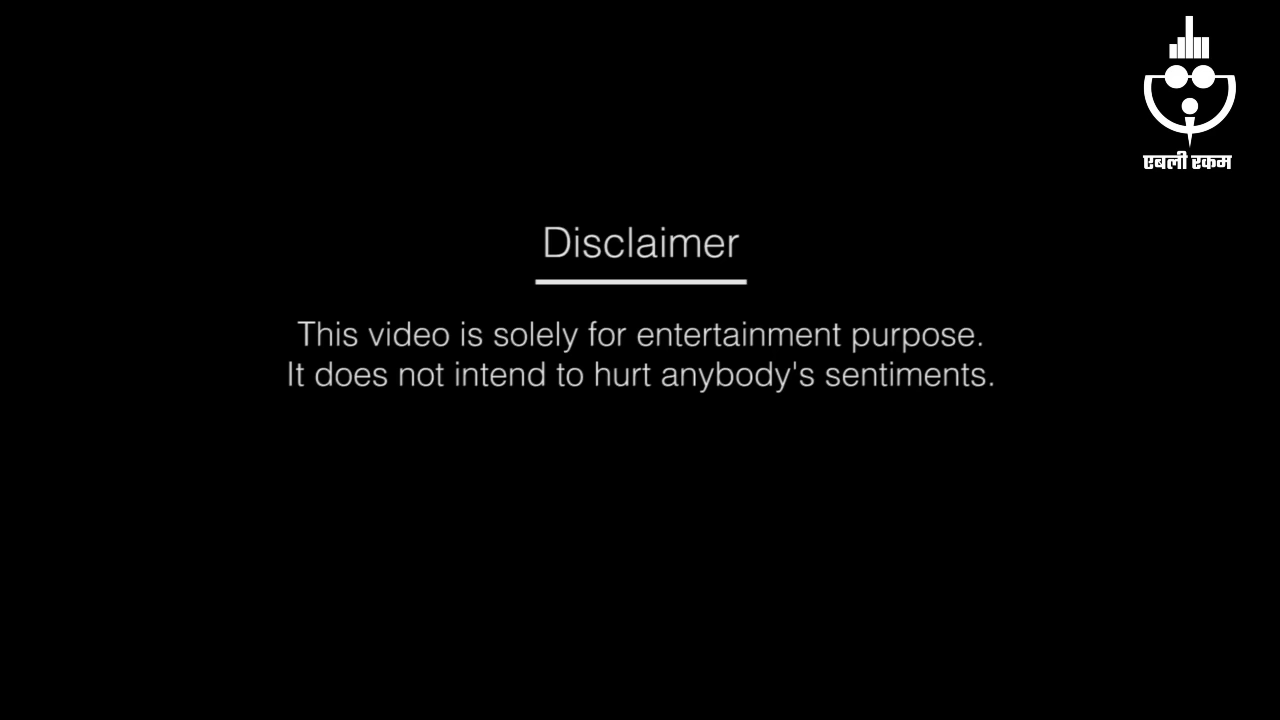 एबली रकम
Disclaimer
This video is solely for entertainment purpose.
It does not intend to hurt anybody's sentiments.